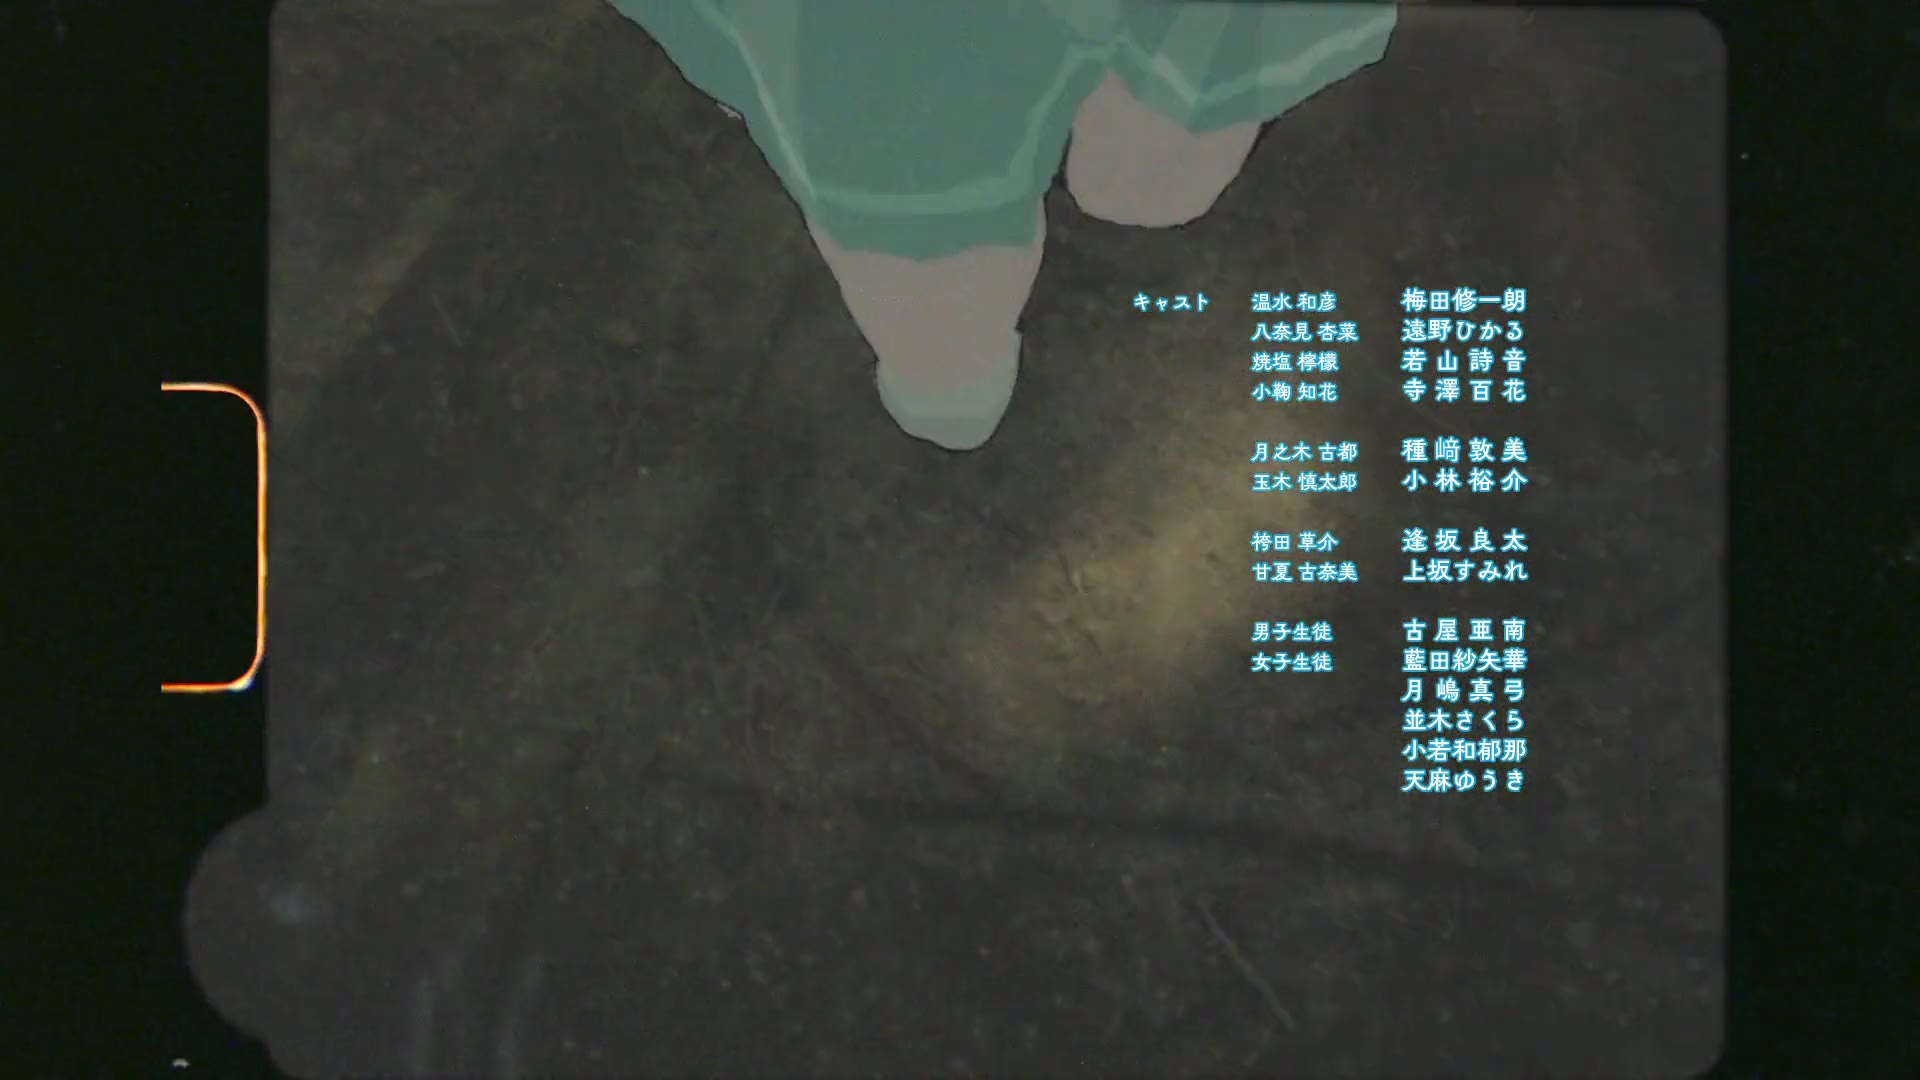 キャスト 温水 和彦 梅田修一朗
八奈見 杏菜 遠野ひかる
焼塩 檸檬 若山詩音
小鞠 知花 寺澤百花
月之木 古都 種﨑敦美
玉木 慎太郎 小林裕介
袴田 草介 逢坂良太
甘夏 古奈美 上坂すみれ
男子生徒 古屋亜南
女子生徒 藍田紗矢華
月嶋真弓
並木さくら
小若和郁那
天麻ゆうき